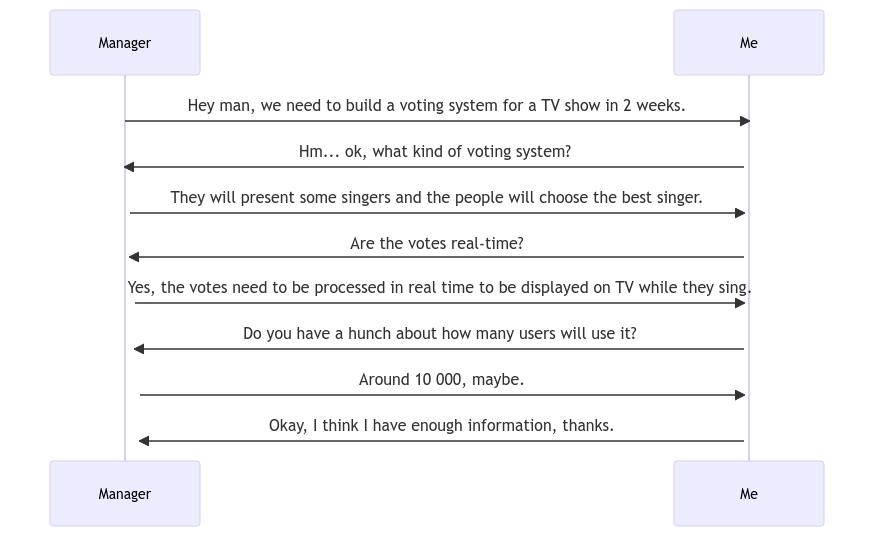 Manager
Me
Hey man, we need to build a voting system for a TV show in 2 weeks.
Hm... ok, what kind of voting system?
They will present some singers and the people will choose the best singer.
Are the votes real-time?
Yes, the votes need to be processed in real time to be displayed on TV while they sing.
Do you have a hunch about how many users will use it?
Around 10 000, maybe.
Okay, I think I have enough information, thanks.
Manager
Me